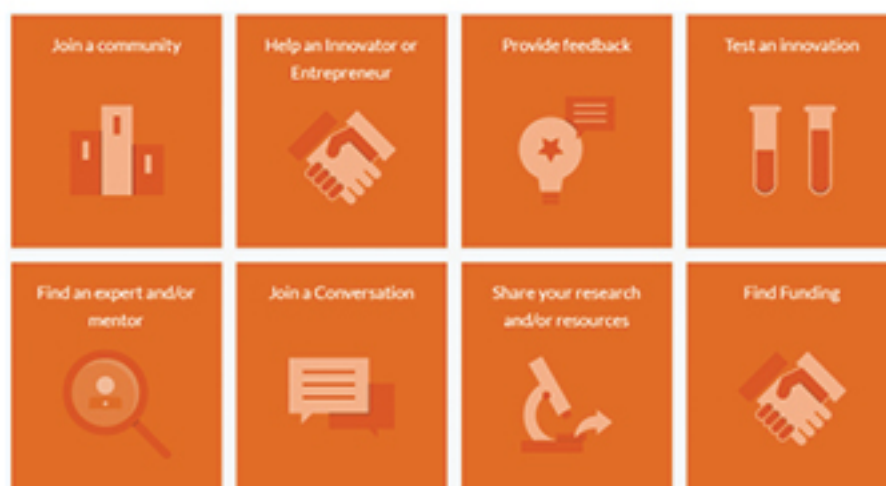 Join a community
Help an Innovator or
Entrepreneur
Provide feedback
Test an innovation
Find an expert and/or
mentor
Join a Conversation
Share your research
and/or resources
Find Funding